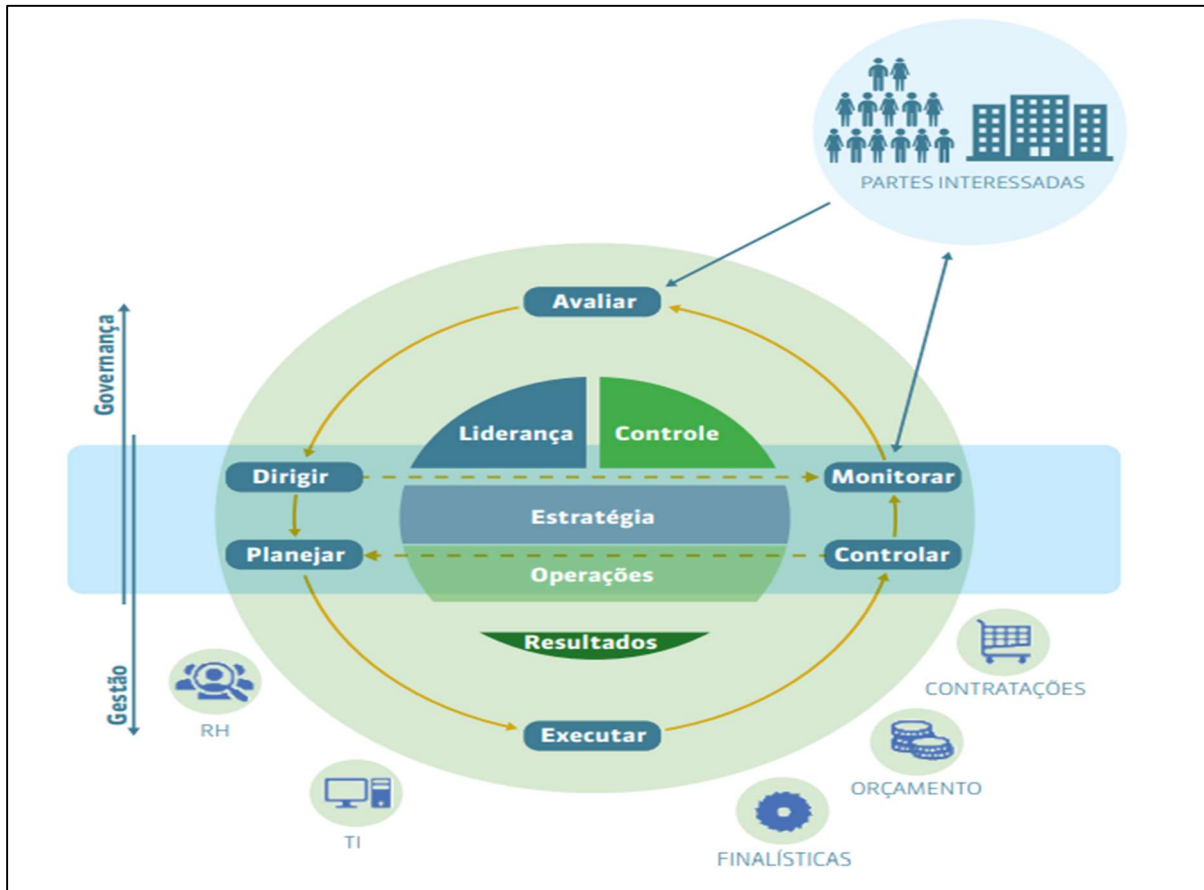 PARTES INTERESSADAS
Avaliar
Governança
Liderança
Controle
Dirigir
Monitorar
Estratégia
Planejar
Controlar
Operações
Resultados
Gestão
CONTRATAÇÕES
RH
Executar
ORÇAMENTO
TI
FINALÍSTICAS